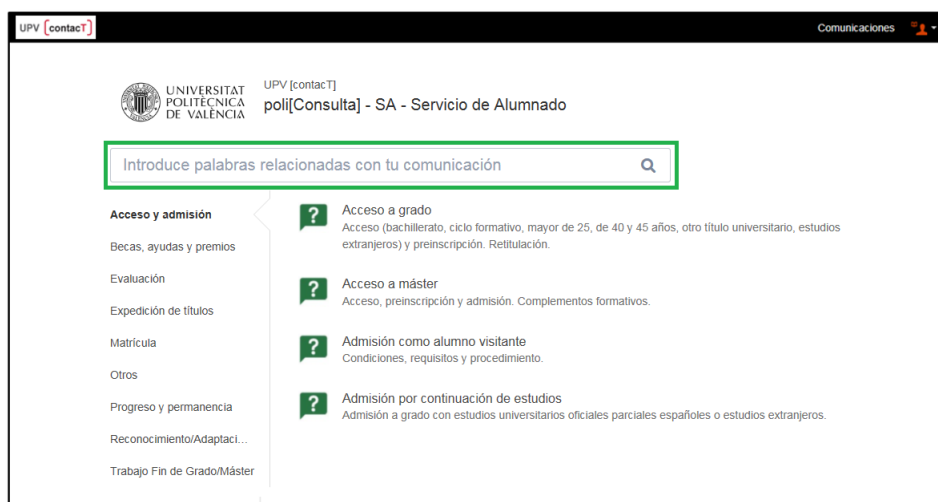 UPV [contacT]
Comunicaciones
UNIVERSITAT
POLITÈCNICA
DE VALÈNCIA
UPV [contacT]
poli[Consulta] - SA - Servicio de Alumnado
Introduce palabras relacionadas con tu comunicación
Acceso y admisión
Becas, ayudas y premios
Evaluación
Expedición de títulos
Matrícula
Otros
Progreso y permanencia
Reconocimiento/Adaptaci...
Trabajo Fin de Grado/Máster
Acceso a grado
Acceso (bachillerato, ciclo formativo, mayor de 25, de 40 y 45 años, otro título universitario, estudios
extranjeros) y preinscripción. Retitulación.
Acceso a máster
Acceso, preinscripción y admisión. Complementos formativos.
Admisión como alumno visitante
Condiciones, requisitos y procedimiento.
Admisión por continuación de estudios
Admisión a grado con estudios universitarios oficiales parciales españoles o estudios extranjeros.